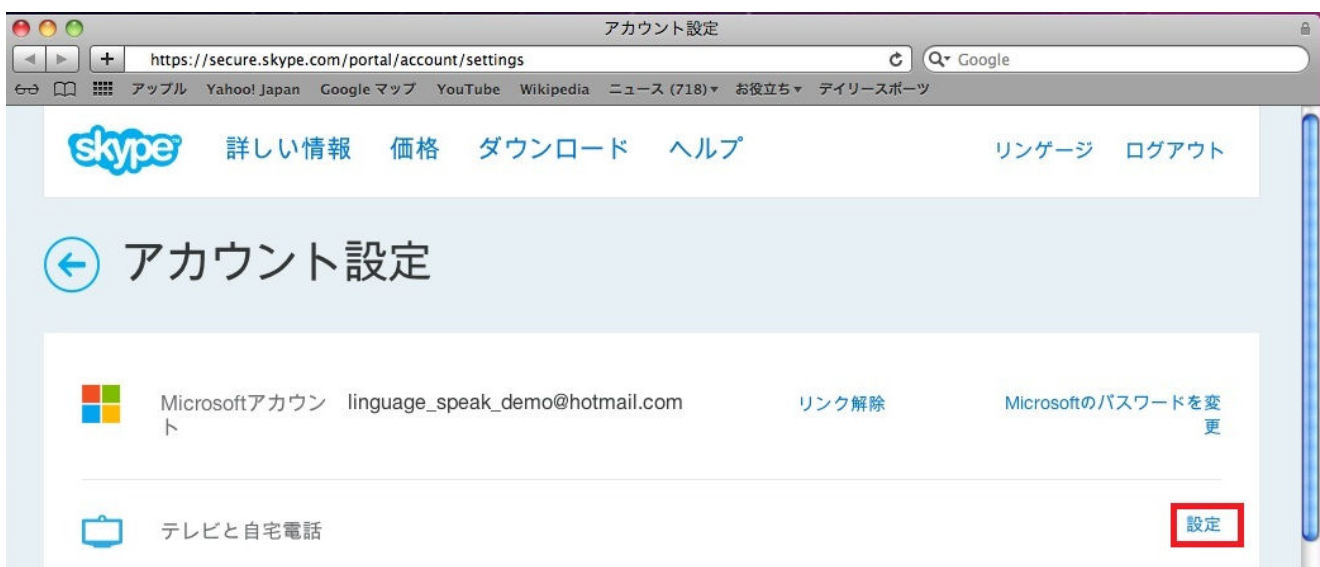 アカウント設定
https://secure.skype.com/portal/account/settings
Google
アップル Yahoo! Japan Google マップ YouTube Wikipedia ニュース (718)▾ お役立ち▾ デイリースポーツ
skype 詳しい情報 価格 ダウンロード ヘルプ リンゲージ ログアウト
アカウント設定
Microsoftアカウン linguage_speak_demo@hotmail.com リンク解除 Microsoftのパスワードを変
ト 更
テレビと自宅電話 設定